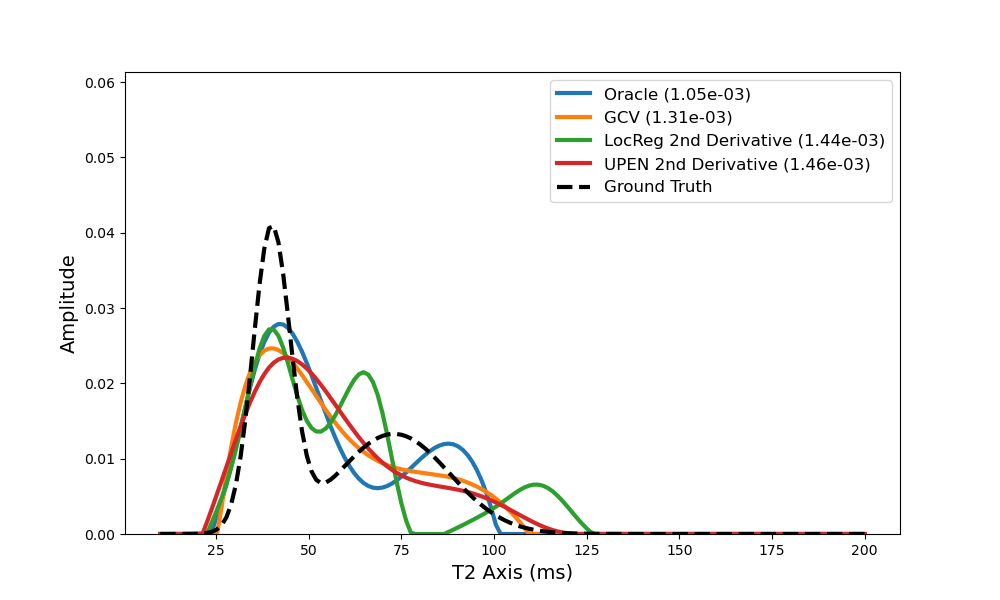 Oracle (1.05e-03)
GCV (1.31e-03)
LocReg 2nd Derivative (1.44e-03)
UPEN 2nd Derivative (1.46e-03)
Ground Truth
Amplitude
0.06
0.05
0.04
0.03
0.02
0.01
0.00
25 50 75 100 125 150 175 200
T2 Axis (ms)